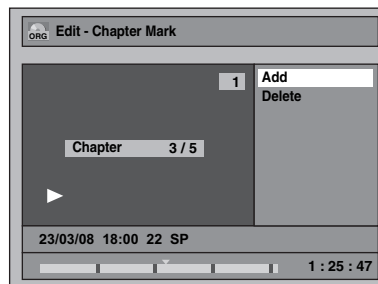 ORG Edit - Chapter Mark
1
Add
Delete
Chapter 3 / 5
23/03/08 18:00 22 SP
1 : 25 : 47